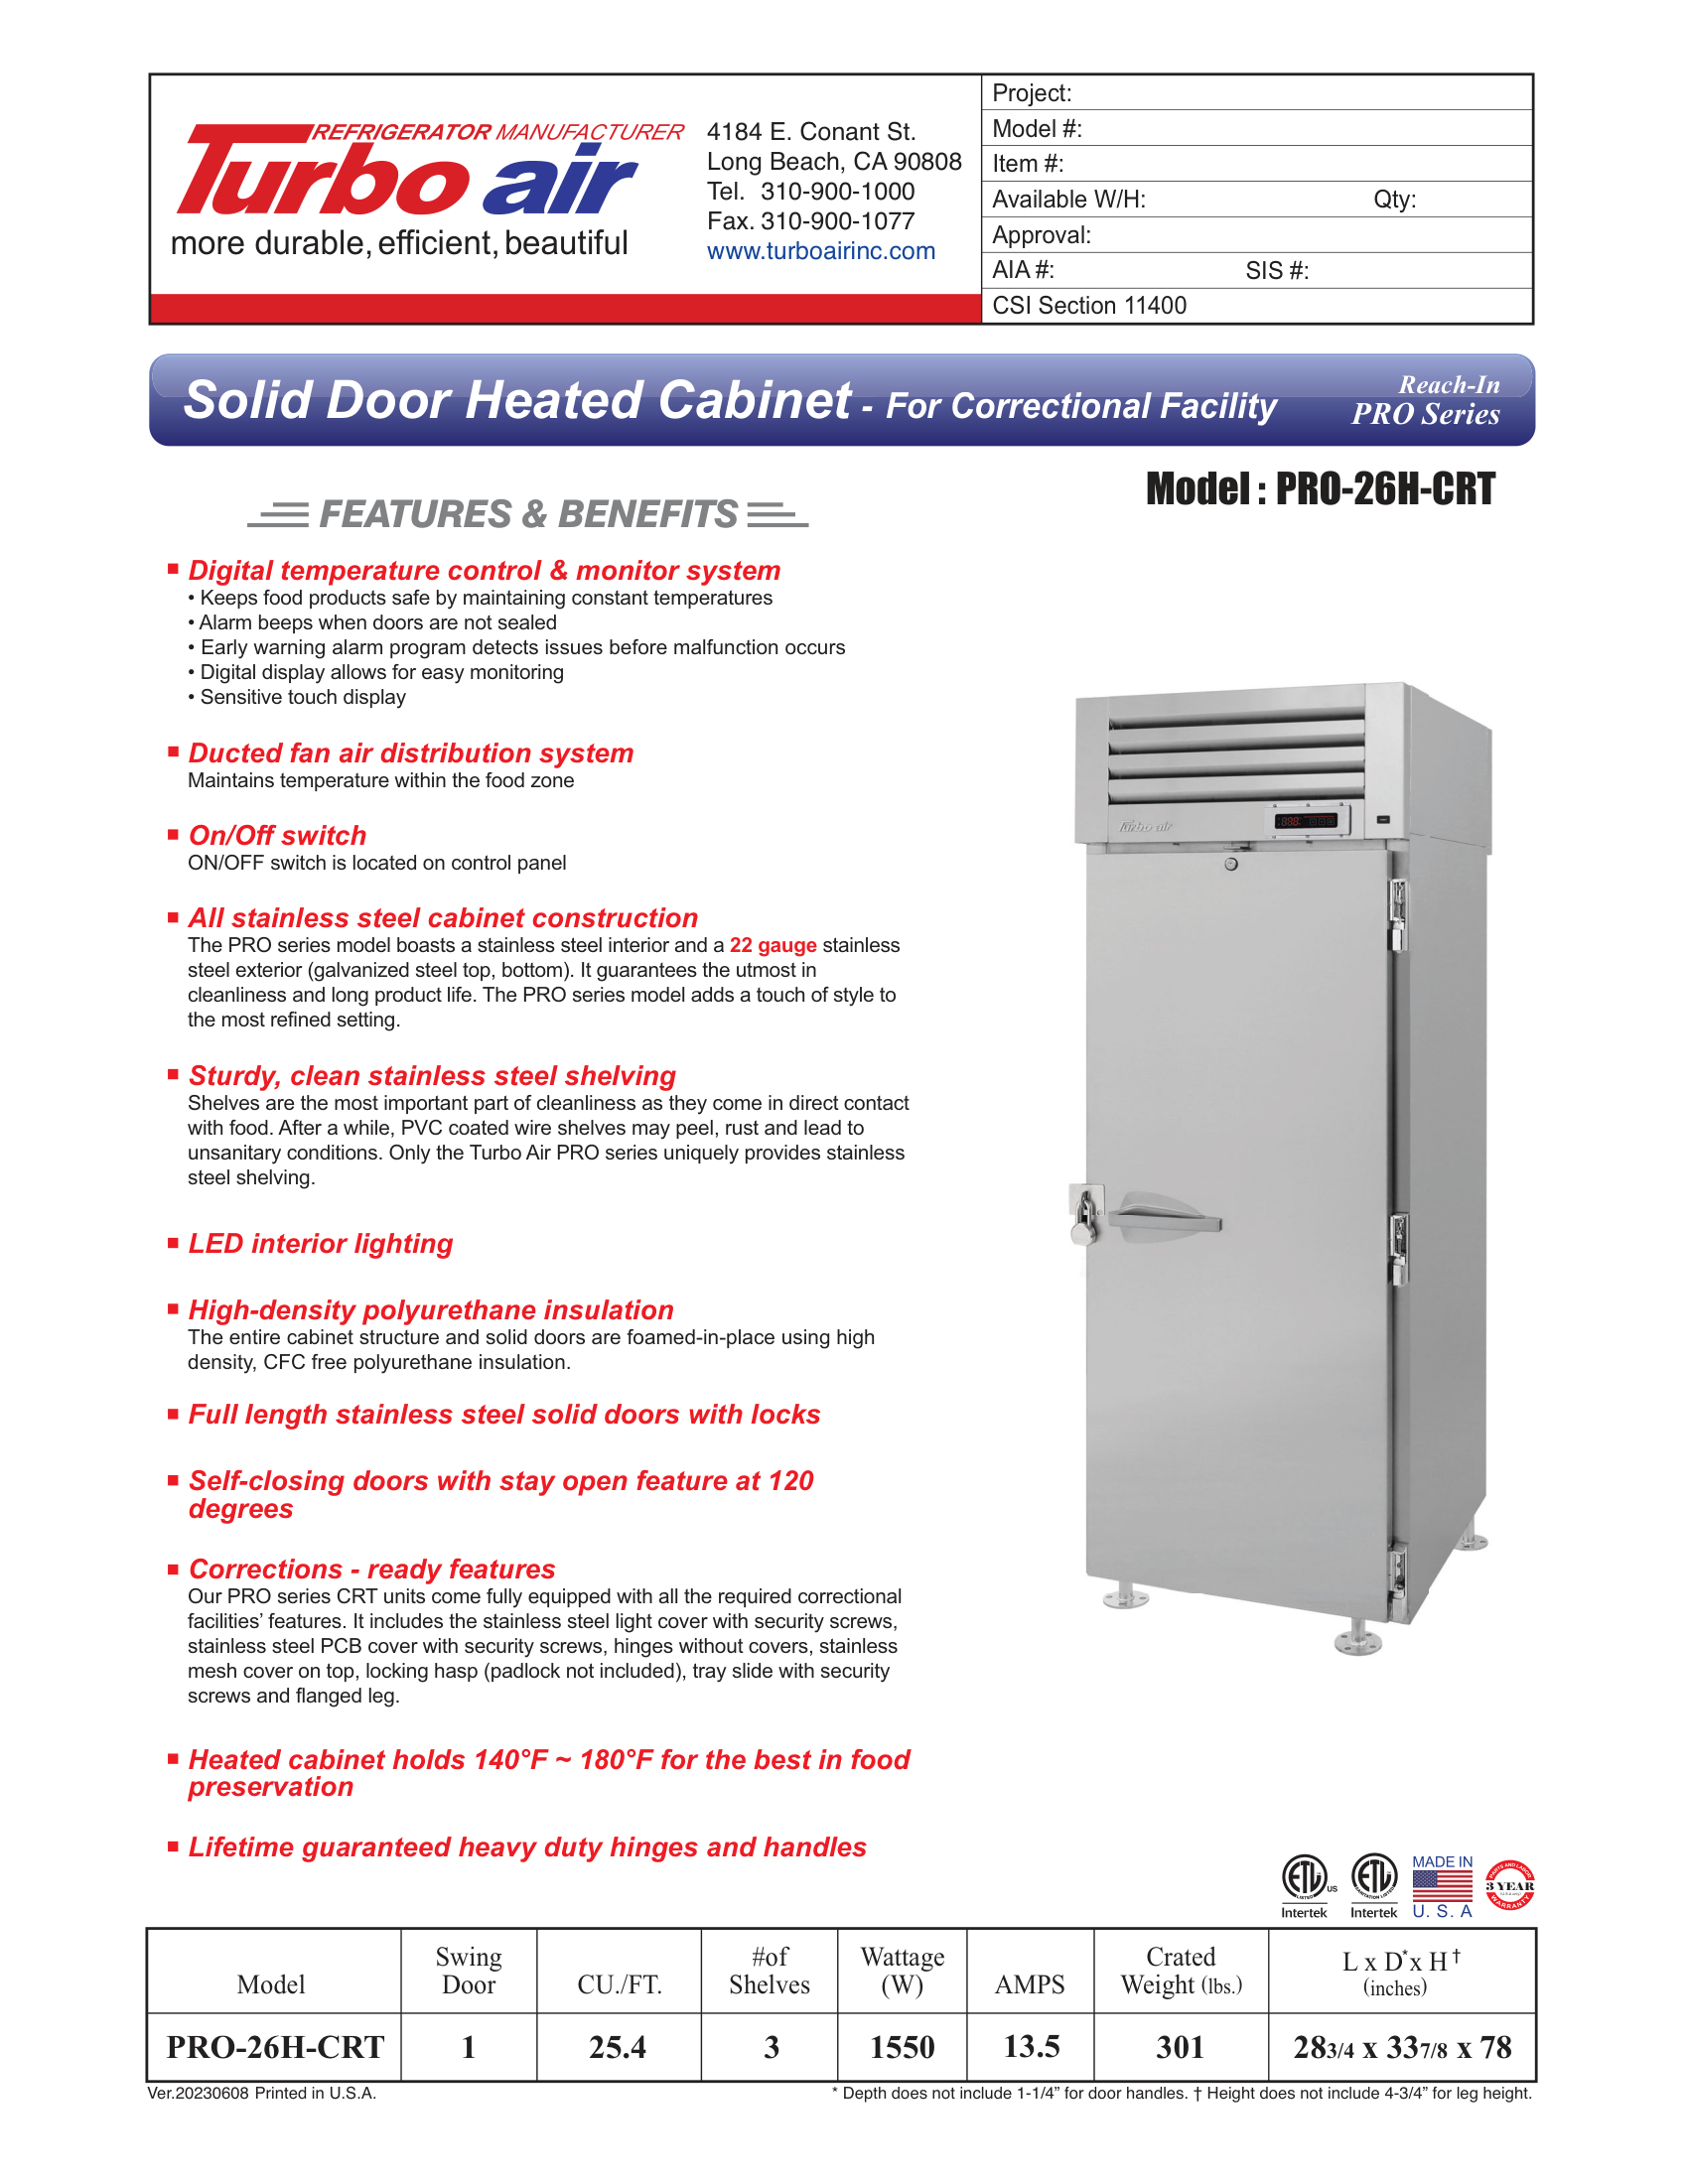 REFRIGERATOR MANUFACTURER
Turbo air
more durable, efficient, beautiful
4184 E. Conant St.
Long Beach, CA 90808
Tel. 310-900-1000
Fax. 310-900-1077
www.turboairinc.com
Project:
Model #:
Item #:
Available W/H: Qty:
Approval:
AIA #: SIS #:
CSI Section 11400
Solid Door Heated Cabinet - For Correctional Facility
Reach-In
PRO Series
Model : PRO-26H-CRT
FEATURES & BENEFITS
Digital temperature control & monitor system
• Keeps food products safe by maintaining constant temperatures
• Alarm beeps when doors are not sealed
• Early warning alarm program detects issues before malfunction occurs
• Digital display allows for easy monitoring
• Sensitive touch display
Ducted fan air distribution system
Maintains temperature within the food zone
On/Off switch
ON/OFF switch is located on control panel
All stainless steel cabinet construction
The PRO series model boasts a stainless steel interior and a 22 gauge stainless
steel exterior (galvanized steel top, bottom). It guarantees the utmost in
cleanliness and long product life. The PRO series model adds a touch of style to
the most refined setting.
Sturdy, clean stainless steel shelving
Shelves are the most important part of cleanliness as they come in direct contact
with food. After a while, PVC coated wire shelves may peel, rust and lead to
unsanitary conditions. Only the Turbo Air PRO series uniquely provides stainless
steel shelving.
LED interior lighting
High-density polyurethane insulation
The entire cabinet structure and solid doors are foamed-in-place using high
density, CFC free polyurethane insulation.
Full length stainless steel solid doors with locks
Self-closing doors with stay open feature at 120
degrees
Corrections - ready features
Our PRO series CRT units come fully equipped with all the required correctional
facilities' features. It includes the stainless steel light cover with security screws,
stainless steel PCB cover with security screws, hinges without covers, stainless
mesh cover on top, locking hasp (padlock not included), tray slide with security
screws and flanged leg.
Heated cabinet holds 140°F ~ 180°F for the best in food
preservation
Lifetime guaranteed heavy duty hinges and handles
Turbo air
ETL LISTED US
Intertek
ETL SANITATION LISTED
Intertek
MADE IN
U. S. A
PARTS AND LABOR
3 YEAR
WARRANTY
Model Swing Door CU./FT. #of Shelves Wattage (W) AMPS Crated Weight (lbs.) L x D* x H † (inches)
PRO-26H-CRT 1 25.4 3 1550 13.5 301 28 3/4 x 33 7/8 x 78
Ver.20230608 Printed in U.S.A.
* Depth does not include 1-1/4” for door handles. † Height does not include 4-3/4” for leg height.